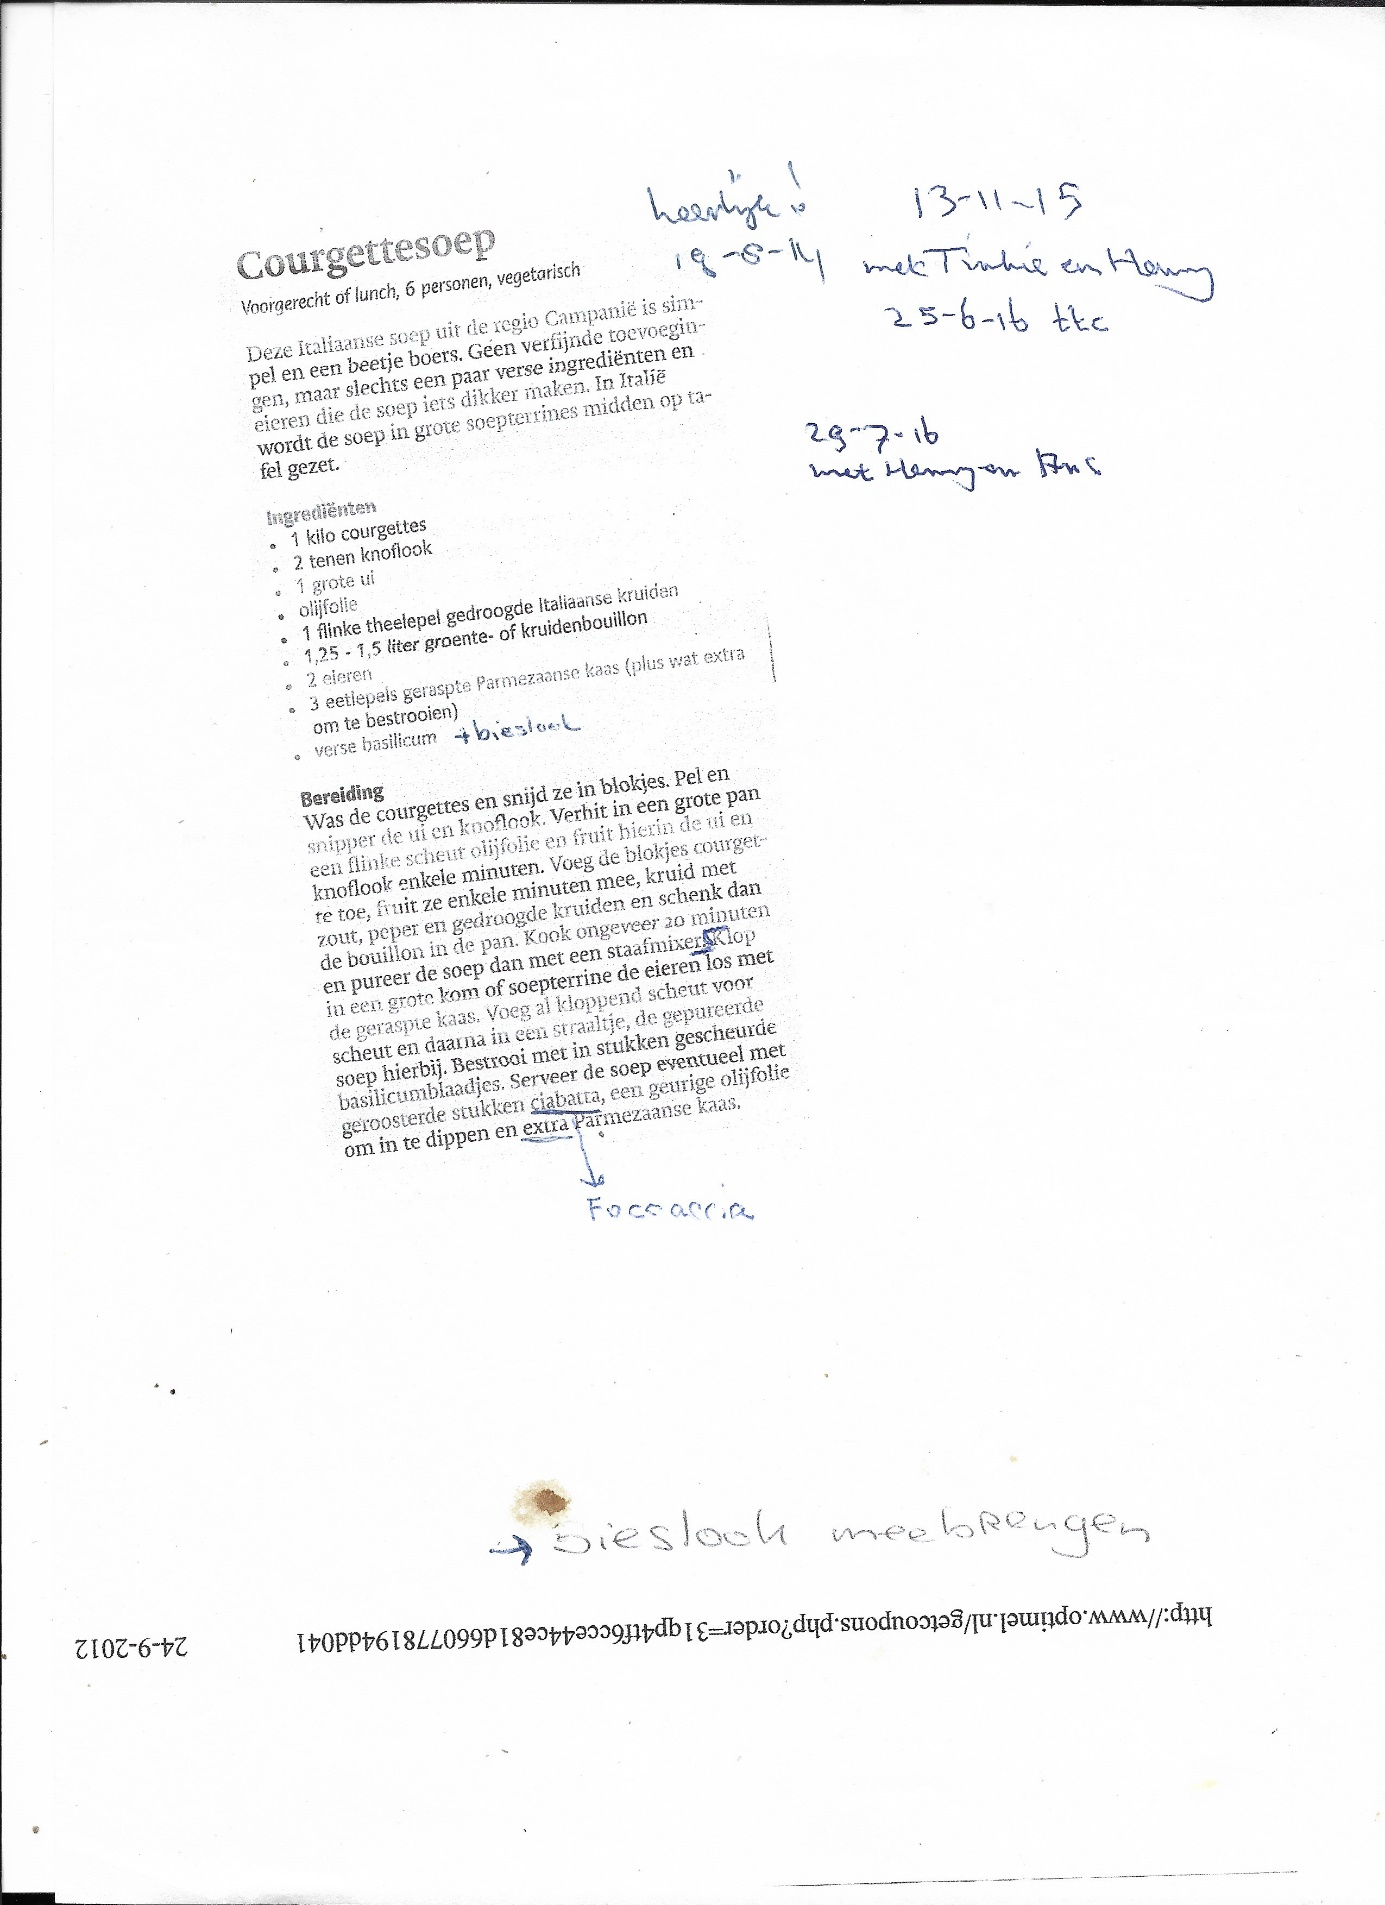 heerlijk!
19-8-14
13-11-15
met Tinkie en Henny
25-6-16 ttc
29-7-16
met Henny en Ans
Courgettesoep
Voorgerecht of lunch, 6 personen, vegetarisch
Deze Italiaanse soep uit de regio Campanië is sim-
pel en een beetje boers. Geen verfijnde toevoegin-
gen, maar slechts een paar verse ingrediënten en
eieren die de soep iets dikker maken. In Italië
wordt de soep in grote soepterrines midden op ta-
fel gezet.
Ingrediënten
• 1 kilo courgettes
• 2 tenen knoflook
• 1 grote ui
• olijfolie
• 1 flinke theelepel gedroogde Italiaanse kruiden
• 1,25 - 1,5 liter groente- of kruidenbouillon
• 2 eieren
• 3 eetlepels geraspte Parmezaanse kaas (plus wat extra
om te bestrooien)
• verse basilicum + bieslook
Bereiding
Was de courgettes en snijd ze in blokjes. Pel en
snipper de ui en knoflook. Verhit in een grote pan
een flinke scheut olijfolie en fruit hierin de ui en
knoflook enkele minuten. Voeg de blokjes courget-
te toe, fruit ze enkele minuten mee, kruid met
zout, peper en gedroogde kruiden en schenk dan
de bouillon in de pan. Kook ongeveer 20 minuten
en pureer de soep dan met een staafmixer. Klop
in een grote kom of soepterrine de eieren los met
de geraspte kaas. Voeg al kloppend scheut voor
scheut en daarna in een straaltje, de gepureerde
soep hierbij. Bestrooi met in stukken gescheurde
basilicumblaadjes. Serveer de soep eventueel met
geroosterde stukken ciabatta, een geurige olijfolie
om in te dippen en extra Parmezaanse kaas.
Foccaccia
→ bieslook meebrengen
http://www.optimel.nl/getcoupons.php?order=31qp4tf6cce44ce81d660778194dd041 24-9-2012